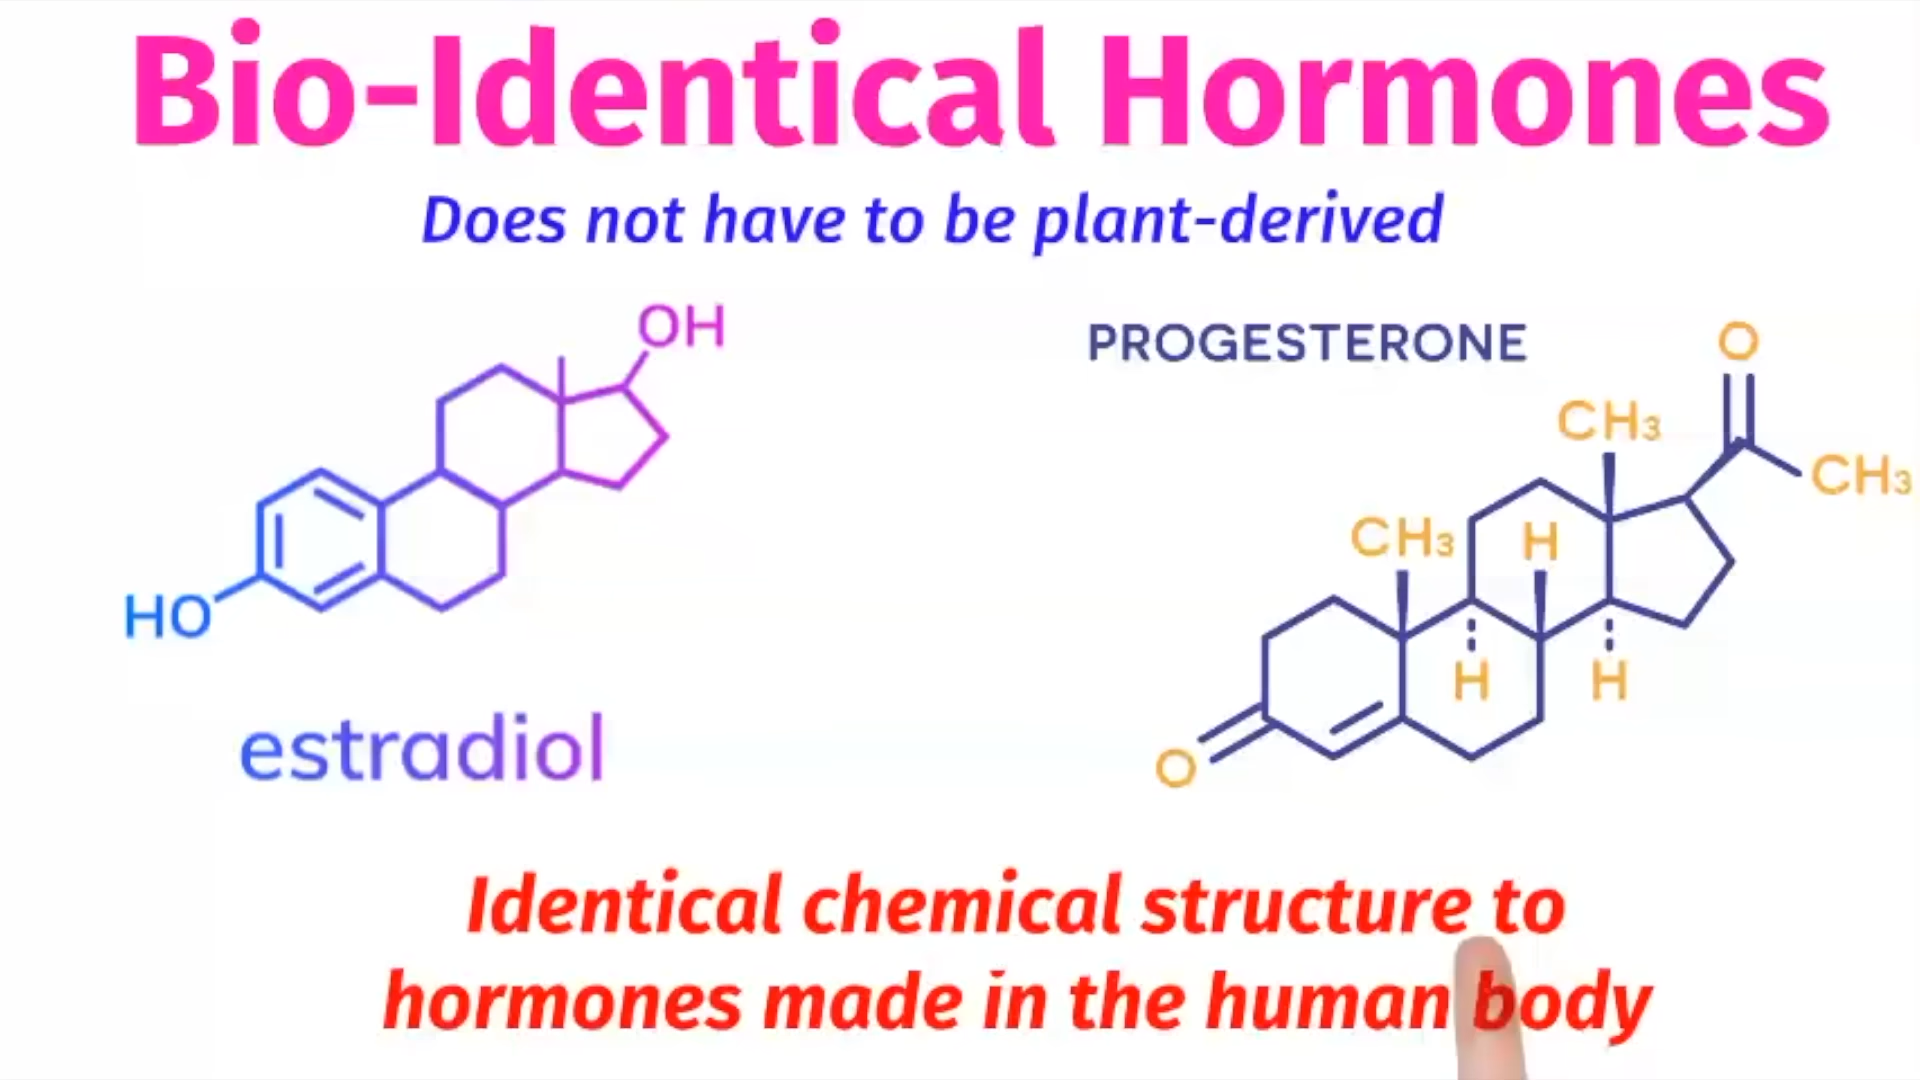 Bio-Identical Hormones
Does not have to be plant-derived
OH
HO
estradiol
PROGESTERONE
O
CH₃
CH₃
CH₃
H
H
H
O
Identical chemical structure to
hormones made in the human body